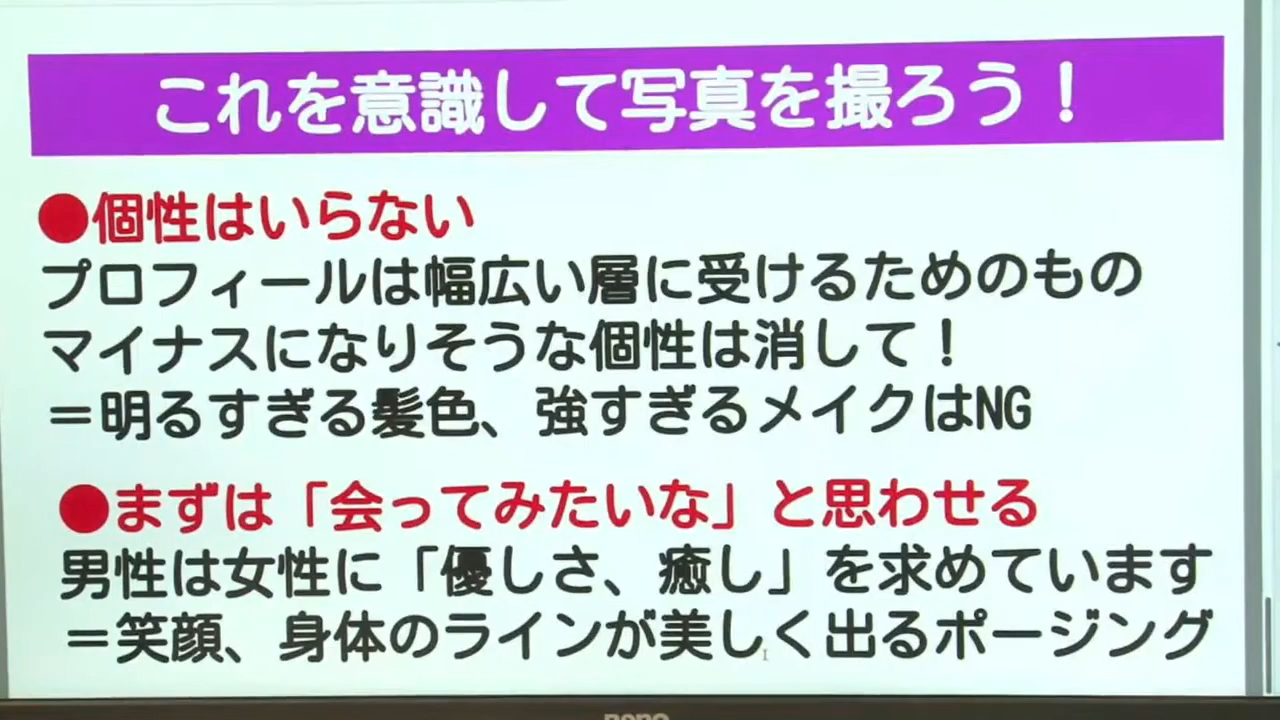 これを意識して写真を撮ろう！
●個性はいらない
プロフィールは幅広い層に受けるためのもの
マイナスになりそうな個性は消して！
＝明るすぎる髪色、強すぎるメイクはNG
●まずは「会ってみたいな」と思わせる
男性は女性に「優しさ、癒し」を求めています
＝笑顔、身体のラインが美しく出るポージング